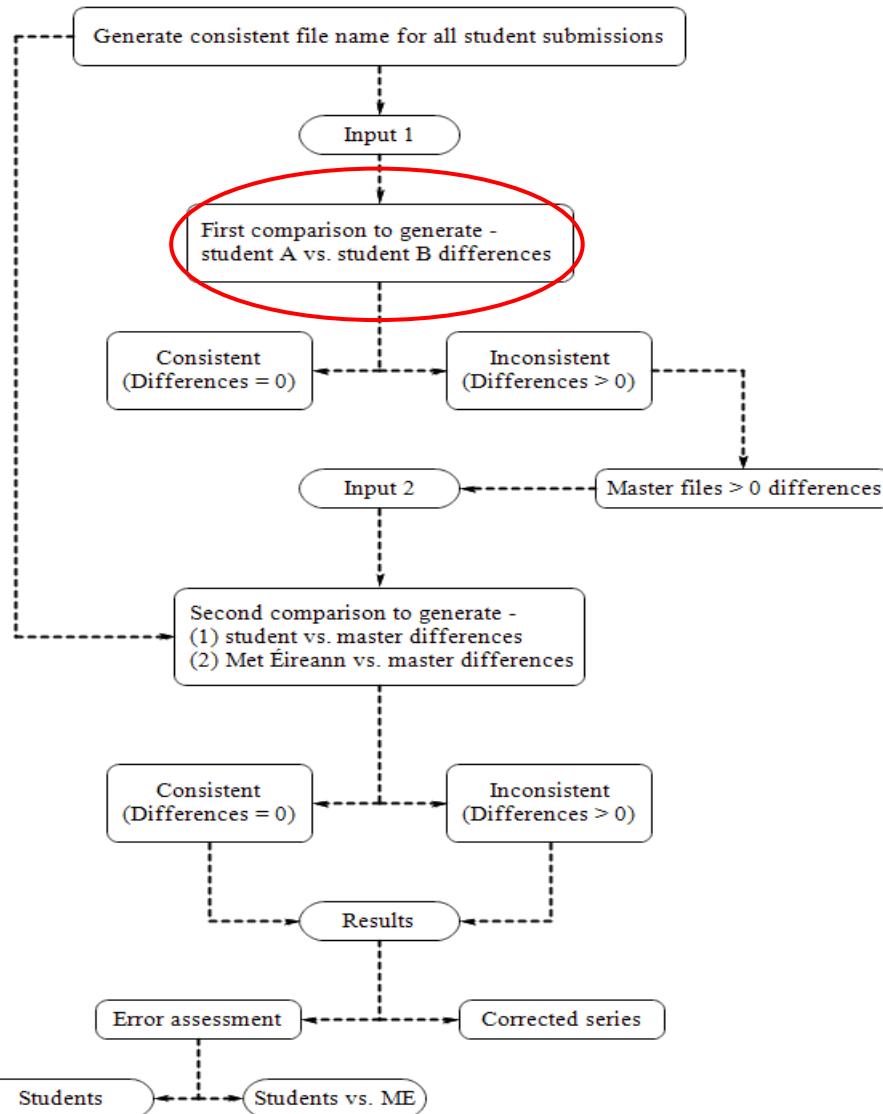 Generate consistent file name for all student submissions
Input 1
First comparison to generate -
student A vs. student B differences
Consistent
(Differences = 0)
Inconsistent
(Differences > 0)
Input 2
Master files > 0 differences
Second comparison to generate -
(1) student vs. master differences
(2) Met Éireann vs. master differences
Consistent
(Differences = 0)
Inconsistent
(Differences > 0)
Results
Error assessment
Corrected series
Students
Students vs. ME